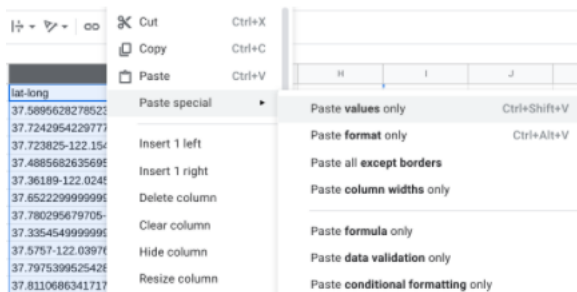 Cut Ctrl+X
Copy Ctrl+C
Paste Ctrl+V
H I J
lat-long
Paste special
37.5895628278523
Paste values only Ctrl+Shift+V
37.7242954229777
Paste format only Ctrl+Alt+V
37.723825-122.154
Insert 1 left
37.4885682635695
Paste all except borders
37.36189-122.0245
Insert 1 right
Paste column widths only
37.6522299999999
Delete column
37.780295679705-
Clear column
37.3354549999999
Paste formula only
37.5757-122.03976
Hide column
Paste data validation only
37.7975399525428
Resize column
37.8110686341717
Paste conditional formatting only